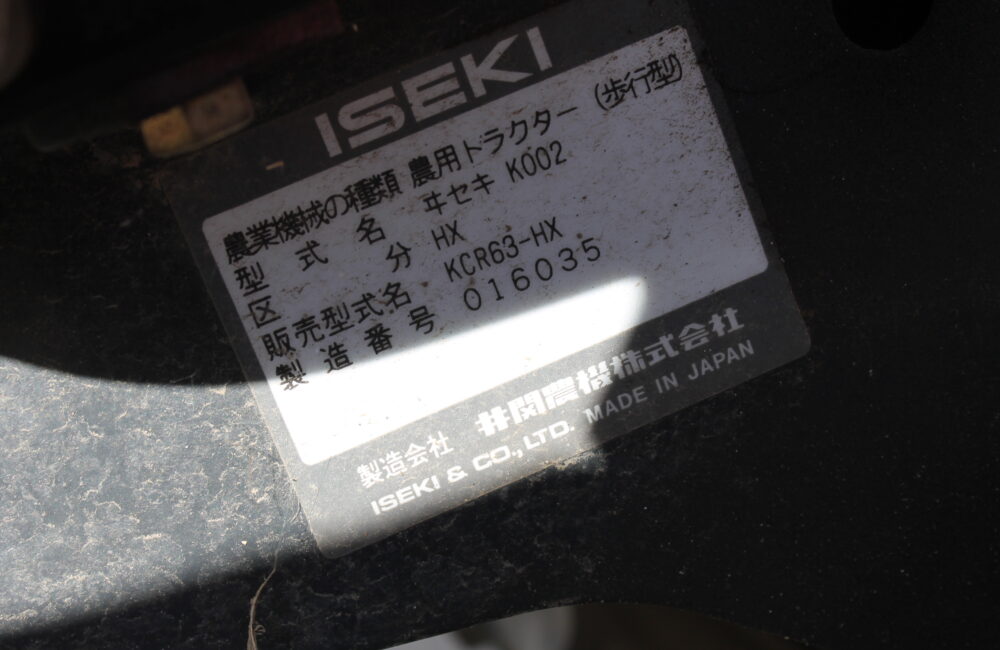 ISEKI
農業機械の種類 農用トラクター (歩行型)
型式名 ヰセキ K002
区分 HX
販売型式名 KCR63-HX
製造番号 016035
製造会社 井関農機株式会社
ISEKI & CO., LTD. MADE IN JAPAN